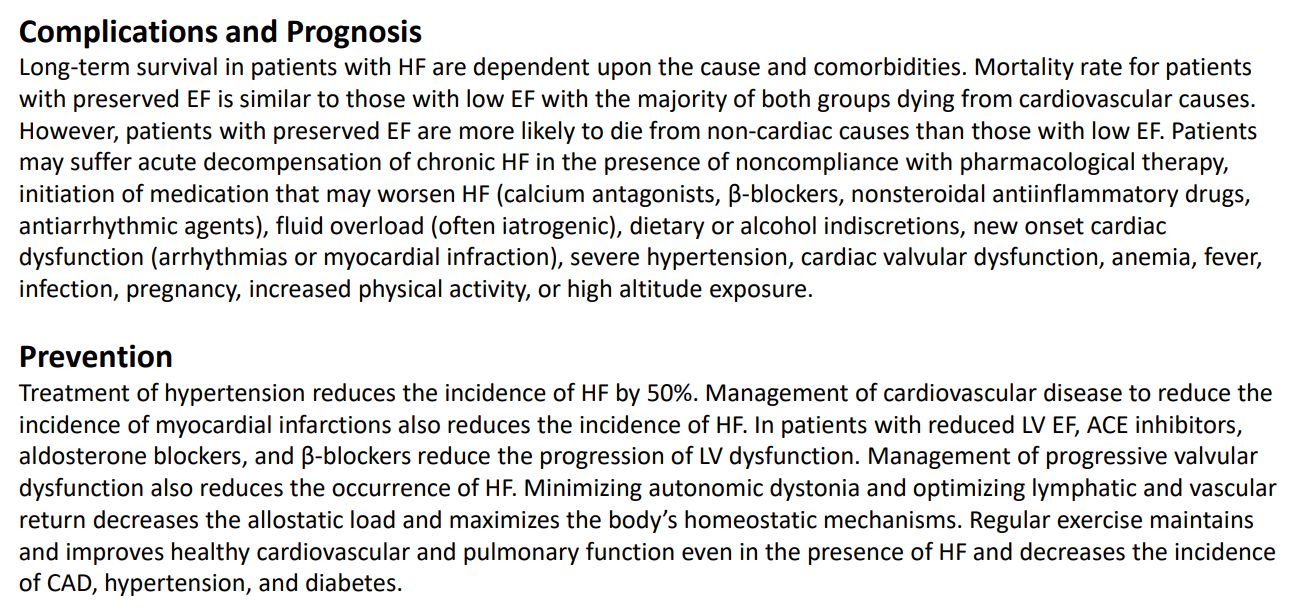 Complications and Prognosis
Long-term survival in patients with HF are dependent upon the cause and comorbidities. Mortality rate for patients
with preserved EF is similar to those with low EF with the majority of both groups dying from cardiovascular causes.
However, patients with preserved EF are more likely to die from non-cardiac causes than those with low EF. Patients
may suffer acute decompensation of chronic HF in the presence of noncompliance with pharmacological therapy,
initiation of medication that may worsen HF (calcium antagonists, β-blockers, nonsteroidal antiinflammatory drugs,
antiarrhythmic agents), fluid overload (often iatrogenic), dietary or alcohol indiscretions, new onset cardiac
dysfunction (arrhythmias or myocardial infraction), severe hypertension, cardiac valvular dysfunction, anemia, fever,
infection, pregnancy, increased physical activity, or high altitude exposure.
Prevention
Treatment of hypertension reduces the incidence of HF by 50%. Management of cardiovascular disease to reduce the
incidence of myocardial infarctions also reduces the incidence of HF. In patients with reduced LV EF, ACE inhibitors,
aldosterone blockers, and β-blockers reduce the progression of LV dysfunction. Management of progressive valvular
dysfunction also reduces the occurrence of HF. Minimizing autonomic dystonia and optimizing lymphatic and vascular
return decreases the allostatic load and maximizes the body’s homeostatic mechanisms. Regular exercise maintains
and improves healthy cardiovascular and pulmonary function even in the presence of HF and decreases the incidence
of CAD, hypertension, and diabetes.